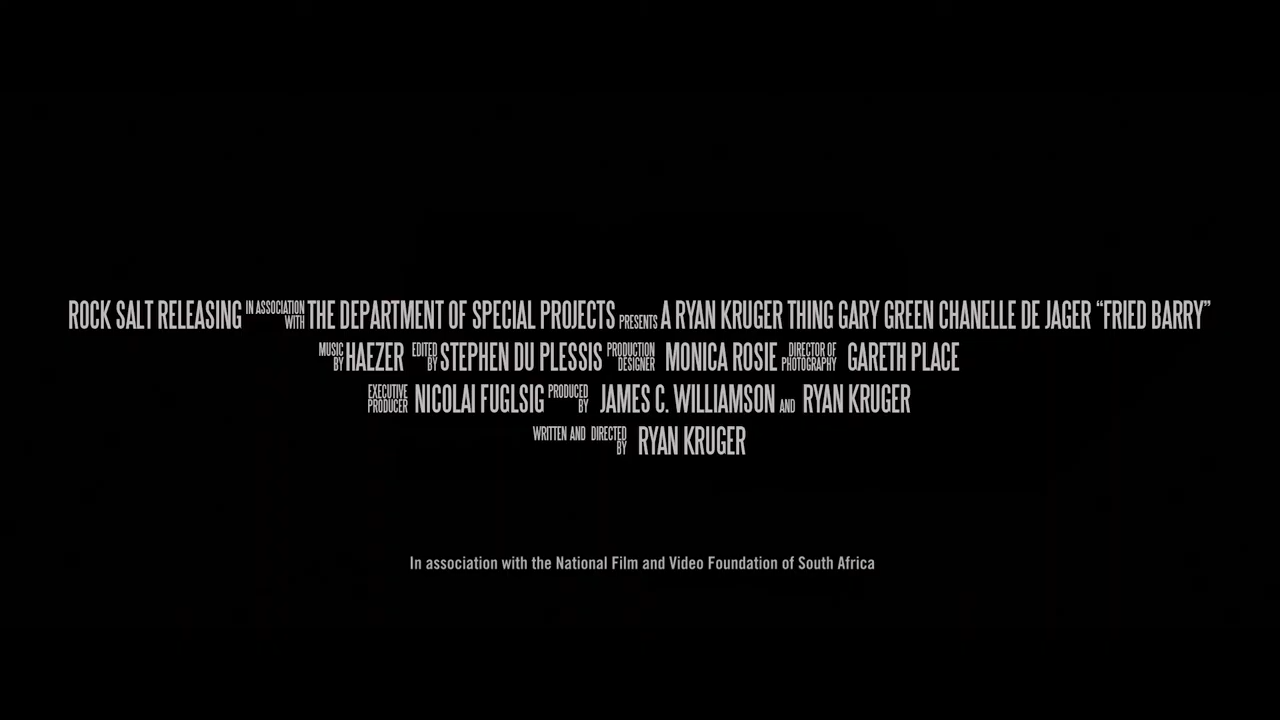 ROCK SALT RELEASING IN ASSOCIATION WITH THE DEPARTMENT OF SPECIAL PROJECTS PRESENTS A RYAN KRUGER THING GARY GREEN CHANELLE DE JAGER “FRIED BARRY”
MUSIC BY HAEZER EDITED BY STEPHEN DU PLESSIS PRODUCTION DESIGNER MONICA ROSIE DIRECTOR OF PHOTOGRAPHY GARETH PLACE
EXECUTIVE PRODUCER NICOLAI FUGLSIG PRODUCED BY JAMES C. WILLIAMSON AND RYAN KRUGER
WRITTEN AND DIRECTED BY RYAN KRUGER
In association with the National Film and Video Foundation of South Africa